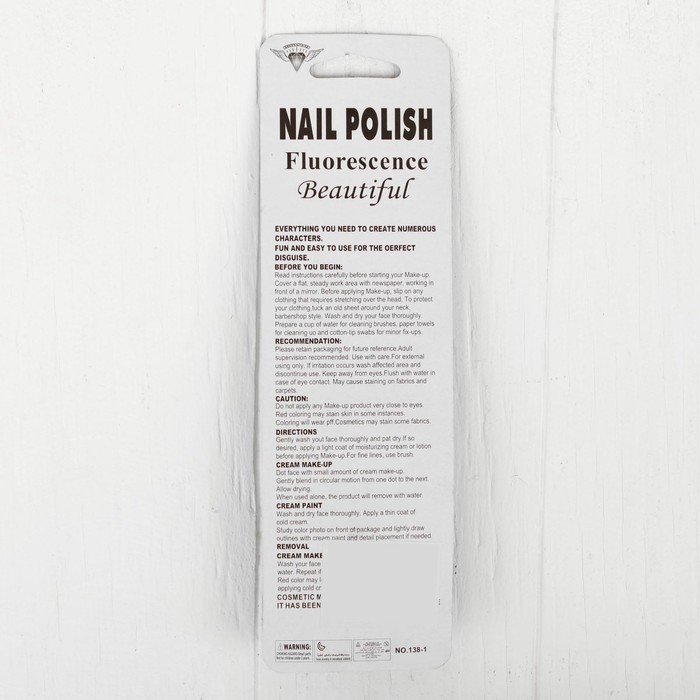 NAIL POLISH
Fluorescence
Beautiful
EVERYTHING YOU NEED TO CREATE NUMEROUS
CHARACTERS.
FUN AND EASY TO USE FOR THE OERFECT
DISGUISE.
BEFORE YOU BEGIN:
Read instructions carefully before starting your Make-up.
Cover a flat, steady work area with newspaper, working in
front of a mirror. Before applying Make-up, slip on any
clothing that requires stretching over the head. To protect
your clothing,tuck an old sheet around your neck,
barbershop style. Wash and dry your face thoroughly.
Prepare a cup of water for cleaning brushes, paper towels
for cleaning uo and cotton-tip swabs for minor fix-ups.
RECOMMENDATION:
Please retain packaging for future reference.Adult
supervision recommended. Use with care.For external
using only. If irritation occurs wash affected area and
discontinue use. Keep away from eyes.Flush with water in
case of eye contact. May cause staining on fabrics and
carpets.
CAUTION:
Do not apply any Make-up product very close to eyes.
Red coloring may stain skin in some instances.
Coloring will wear pff.Cosmetics may stain some fabrics.
DIRECTIONS
Gently wash yout face thoroughly and pat dry.If so
desired, apply a light coat of moisturizing cream or lotion
before applying Make-up.For fine lines, use brush.
CREAM MAKE-UP
Dot face with small amount of cream make-up.
Gently blend in circular motion from one dot to the next.
Allow drying.
When used alone, the product will remove with water.
CREAM PAINT
Wash and dry face thoroughly. Apply a thin coat of
cold cream.
Study color photo on front of package and lightly draw
outlines with cream paint and detail placement if needed.
REMOVAL
CREAM MAKE
Wash your face
water. Repeat if
Red color may
applying cold cr
COSMETIC M
IT HAS BEEN
WARNING:
NO.138-1